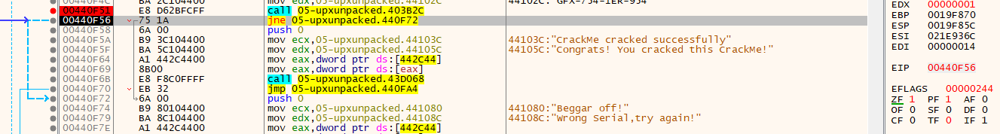 00440F4C BA 2C104400 mov edx,05-upxunpacked.44102C 44102C:"GFX-754-IER-954"
00440F51 E8 D62BFCFF call 05-upxunpacked.403B2C
00440F56 75 1A jne 05-upxunpacked.440F72
00440F58 6A 00 push 0
00440F5A B9 3C104400 mov ecx,05-upxunpacked.44103C 44103C:"CrackMe cracked successfully"
00440F5F BA 5C104400 mov edx,05-upxunpacked.44105C 44105C:"Congrats! You cracked this CrackMe!"
00440F64 A1 442C4400 mov eax,dword ptr ds:[442C44]
00440F69 8B00 mov eax,dword ptr ds:[eax]
00440F6B E8 F8C0FFFF call 05-upxunpacked.43D068
00440F70 EB 32 jmp 05-upxunpacked.440FA4
00440F72 6A 00 push 0
00440F74 B9 80104400 mov ecx,05-upxunpacked.441080 441080:"Beggar off!"
00440F79 BA 8C104400 mov edx,05-upxunpacked.44108C 44108C:"Wrong Serial,try again!"
00440F7E A1 442C4400 mov eax,dword ptr ds:[442C44]
EDX 00000001
EBP 0019F870
ESP 0019F85C
ESI 021E936C
EDI 00000014
EIP 00440F56
EFLAGS 00000244
ZF 1 PF 1 AF 0
OF 0 SF 0 DF 0
CF 0 TF 0 IF 1